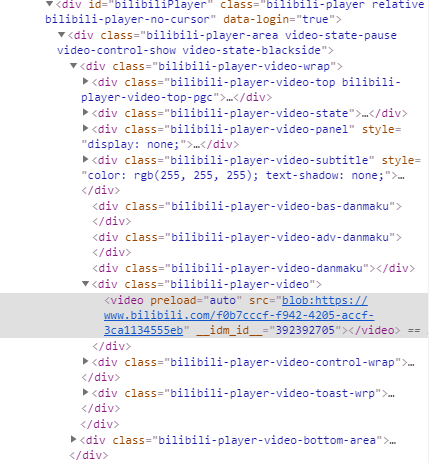 <div id="bilibiliPlayer" class="bilibili-player relative
bilibili-player-no-cursor" data-login="true">
▼<div class="bilibili-player-area video-state-pause
video-control-show video-state-blackside">
▼<div class="bilibili-player-video-wrap">
▶<div class="bilibili-player-video-top bilibili-
player-video-top-pgc">…</div>
▶<div class="bilibili-player-video-state">…</div>
▶<div class="bilibili-player-video-panel" style=
"display: none;">…</div>
▶<div class="bilibili-player-video-subtitle" style=
"color: rgb(255, 255, 255); text-shadow: none;">…
</div>
<div class="bilibili-player-video-bas-danmaku">
</div>
<div class="bilibili-player-video-adv-danmaku">
</div>
<div class="bilibili-player-video-danmaku"></div>
▼<div class="bilibili-player-video">
<video preload="auto" src="blob:https://
www.bilibili.com/f0b7cccf-f942-4205-accf-
3ca1134555eb" __idm_id__="392392705"></video> ==
</div>
▶<div class="bilibili-player-video-control-wrap">…
</div>
▶<div class="bilibili-player-video-toast-wrp">…
</div>
</div>
▶<div class="bilibili-player-video-bottom-area">…
</div>